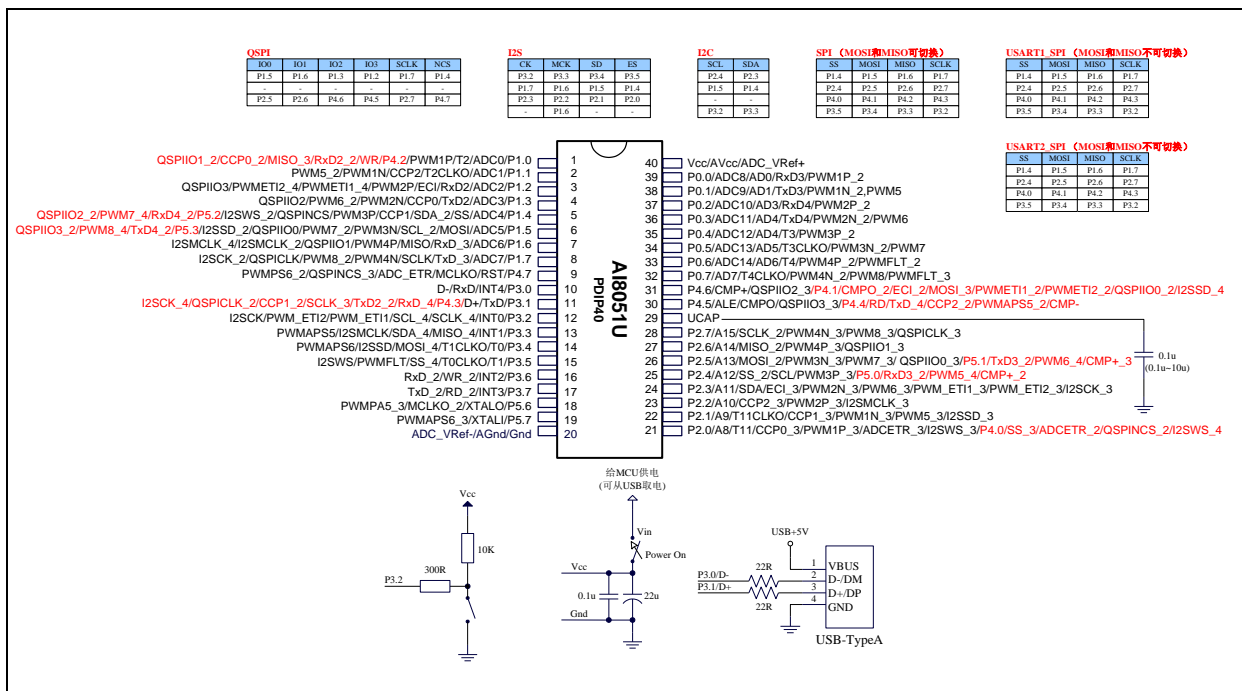 QSPI
IO0 IO1 IO2 IO3 SCLK NCS
P1.5 P1.6 P1.3 P1.2 P1.7 P1.4
- - - - - -
P2.5 P2.6 P4.6 P4.5 P2.7 P4.7
I2S
CK MCK SD ES
P3.2 P3.3 P3.4 P3.5
P1.7 P1.6 P1.5 P1.4
P2.3 P2.2 P2.1 P2.0
- P1.6 - -
I2C
SCL SDA
P2.4 P2.3
P1.5 P1.4
- -
P3.2 P3.3
SPI （MOSI和MISO可切换）
SS MOSI MISO SCLK
P1.4 P1.5 P1.6 P1.7
P2.4 P2.5 P2.6 P2.7
P4.0 P4.1 P4.2 P4.3
P3.5 P3.4 P3.3 P3.2
USART1_SPI （MOSI和MISO不可切换）
SS MOSI MISO SCLK
P1.4 P1.5 P1.6 P1.7
P2.4 P2.5 P2.6 P2.7
P4.0 P4.1 P4.2 P4.3
P3.5 P3.4 P3.3 P3.2
USART2_SPI （MOSI和MISO不可切换）
SS MOSI MISO SCLK
P1.4 P1.5 P1.6 P1.7
P2.4 P2.5 P2.6 P2.7
P4.0 P4.1 P4.2 P4.3
P3.5 P3.4 P3.3 P3.2
QSPIIO1_2/CCP0_2/MISO_3/RxD2_2/WR/P4.2/PWM1P/T2/ADC0/P1.0 1
PWM5_2/PWM1N/CCP2/T2CLKO/ADC1/P1.1 2
QSPIIO3/PWMETI2_4/PWMETI1_4/PWM2P/ECI/RxD2/ADC2/P1.2 3
QSPIIO2/PWM6_2/PWM2N/CCP0/TxD2/ADC3/P1.3 4
QSPIIO2_2/PWM7_4/RxD4_2/P5.2/I2SWS_2/QSPINCS/PWM3P/CCP1/SDA_2/SS/ADC4/P1.4 5
QSPIIO3_2/PWM8_4/TxD4_2/P5.3/I2SSD_2/QSPIIO0/PWM7_2/PWM3N/SCL_2/MOSI/ADC5/P1.5 6
I2SMCLK_4/I2SMCLK_2/QSPIIO1/PWM4P/MISO/RxD_3/ADC6/P1.6 7
I2SCK_2/QSPICLK/PWM8_2/PWM4N/SCLK/TxD_3/ADC7/P1.7 8
PWMPS6_2/QSPINCS_3/ADC_ETR/MCLKO/RST/P4.7 9
D-/RxD/INT4/P3.0 10
I2SCK_4/QSPICLK_2/CCP1_2/SCLK_3/TxD2_2/RxD_4/P4.3/D+/TxD/P3.1 11
I2SCK/PWM_ETI2/PWM_ETI1/SCL_4/SCLK_4/INT0/P3.2 12
PWMAPS5/I2SMCLK/SDA_4/MISO_4/INT1/P3.3 13
PWMAPS6/I2SSD/MOSI_4/T1CLKO/T0/P3.4 14
I2SWS/PWMFLT/SS_4/T0CLKO/T1/P3.5 15
RxD_2/WR_2/INT2/P3.6 16
TxD_2/RD_2/INT3/P3.7 17
PWMPA5_3/MCLKO_2/XTALO/P5.6 18
PWMAPS6_3/XTALI/P5.7 19
ADC_VRef-/AGnd/Gnd 20
AI8051U
PDIP40
40 Vcc/AVcc/ADC_VRef+
39 P0.0/ADC8/AD0/RxD3/PWM1P_2
38 P0.1/ADC9/AD1/TxD3/PWM1N_2,PWM5
37 P0.2/ADC10/AD3/RxD4/PWM2P_2
36 P0.3/ADC11/AD4/TxD4/PWM2N_2/PWM6
35 P0.4/ADC12/AD4/T3/PWM3P_2
34 P0.5/ADC13/AD5/T3CLKO/PWM3N_2/PWM7
33 P0.6/ADC14/AD6/T4/PWM4P_2/PWMFLT_2
32 P0.7/AD7/T4CLKO/PWM4N_2/PWM8/PWMFLT_3
31 P4.6/CMP+/QSPIIO2_3/P4.1/CMPO_2/ECI_2/MOSI_3/PWMETI1_2/PWMETI2_2/QSPIIO0_2/I2SSD_4
30 P4.5/ALE/CMPO/QSPIIO3_3/P4.4/RD/TxD_4/CCP2_2/PWMAPS5_2/CMP-
29 UCAP
28 P2.7/A15/SCLK_2/PWM4N_3/PWM8_3/QSPICLK_3
27 P2.6/A14/MISO_2/PWM4P_3/QSPIIO1_3
26 P2.5/A13/MOSI_2/PWM3N_3/PWM7_3/ QSPIIO0_3/P5.1/TxD3_2/PWM6_4/CMP+_3
25 P2.4/A12/SS_2/SCL/PWM3P_3/P5.0/RxD3_2/PWM5_4/CMP+_2
24 P2.3/A11/SDA/ECI_3/PWM2N_3/PWM6_3/PWM_ETI1_3/PWM_ETI2_3/I2SCK_3
23 P2.2/A10/CCP2_3/PWM2P_3/I2SMCLK_3
22 P2.1/A9/T11CLKO/CCP1_3/PWM1N_3/PWM5_3/I2SSD_3
21 P2.0/A8/T11/CCP0_3/PWM1P_3/ADCETR_3/I2SWS_3/P4.0/SS_3/ADCETR_2/QSPINCS_2/I2SWS_4
0.1u
(0.1u~10u)
Vcc
10K
300R
P3.2
给MCU供电
(可从USB取电)
Vin
Power On
Vcc
0.1u
22u
Gnd
USB+5V
P3.0/D-
22R
P3.1/D+
22R
1 VBUS
2 D-/DM
3 D+/DP
4 GND
USB-TypeA